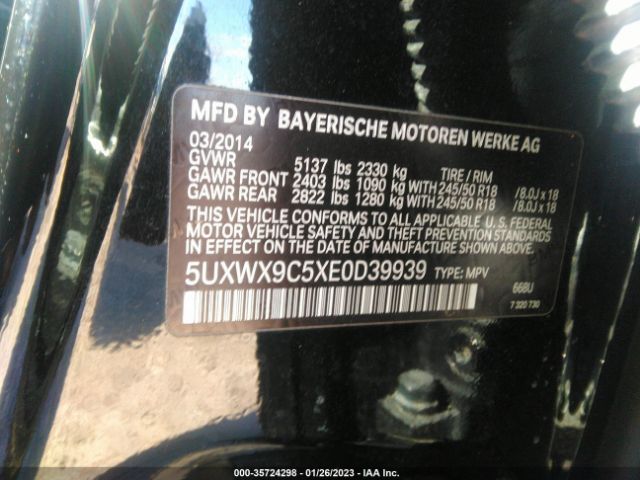 MFD BY BAYERISCHE MOTOREN WERKE AG
03/2014
GVWR 5137 lbs 2330 kg TIRE / RIM
GAWR FRONT 2403 lbs 1090 kg WITH 245/50 R18 /8.0J x 18
GAWR REAR 2822 lbs 1280 kg WITH 245/50 R18 /8.0J x 18
THIS VEHICLE CONFORMS TO ALL APPLICABLE U.S. FEDERAL
MOTOR VEHICLE SAFETY AND THEFT PREVENTION STANDARDS
IN EFFECT ON THE DATE OF MANUFACTURE SHOWN ABOVE.
5UXWX9C5XE0D39939 TYPE: MPV 668U
7 320 730
000-35724298 - 01/26/2023 - IAA Inc.